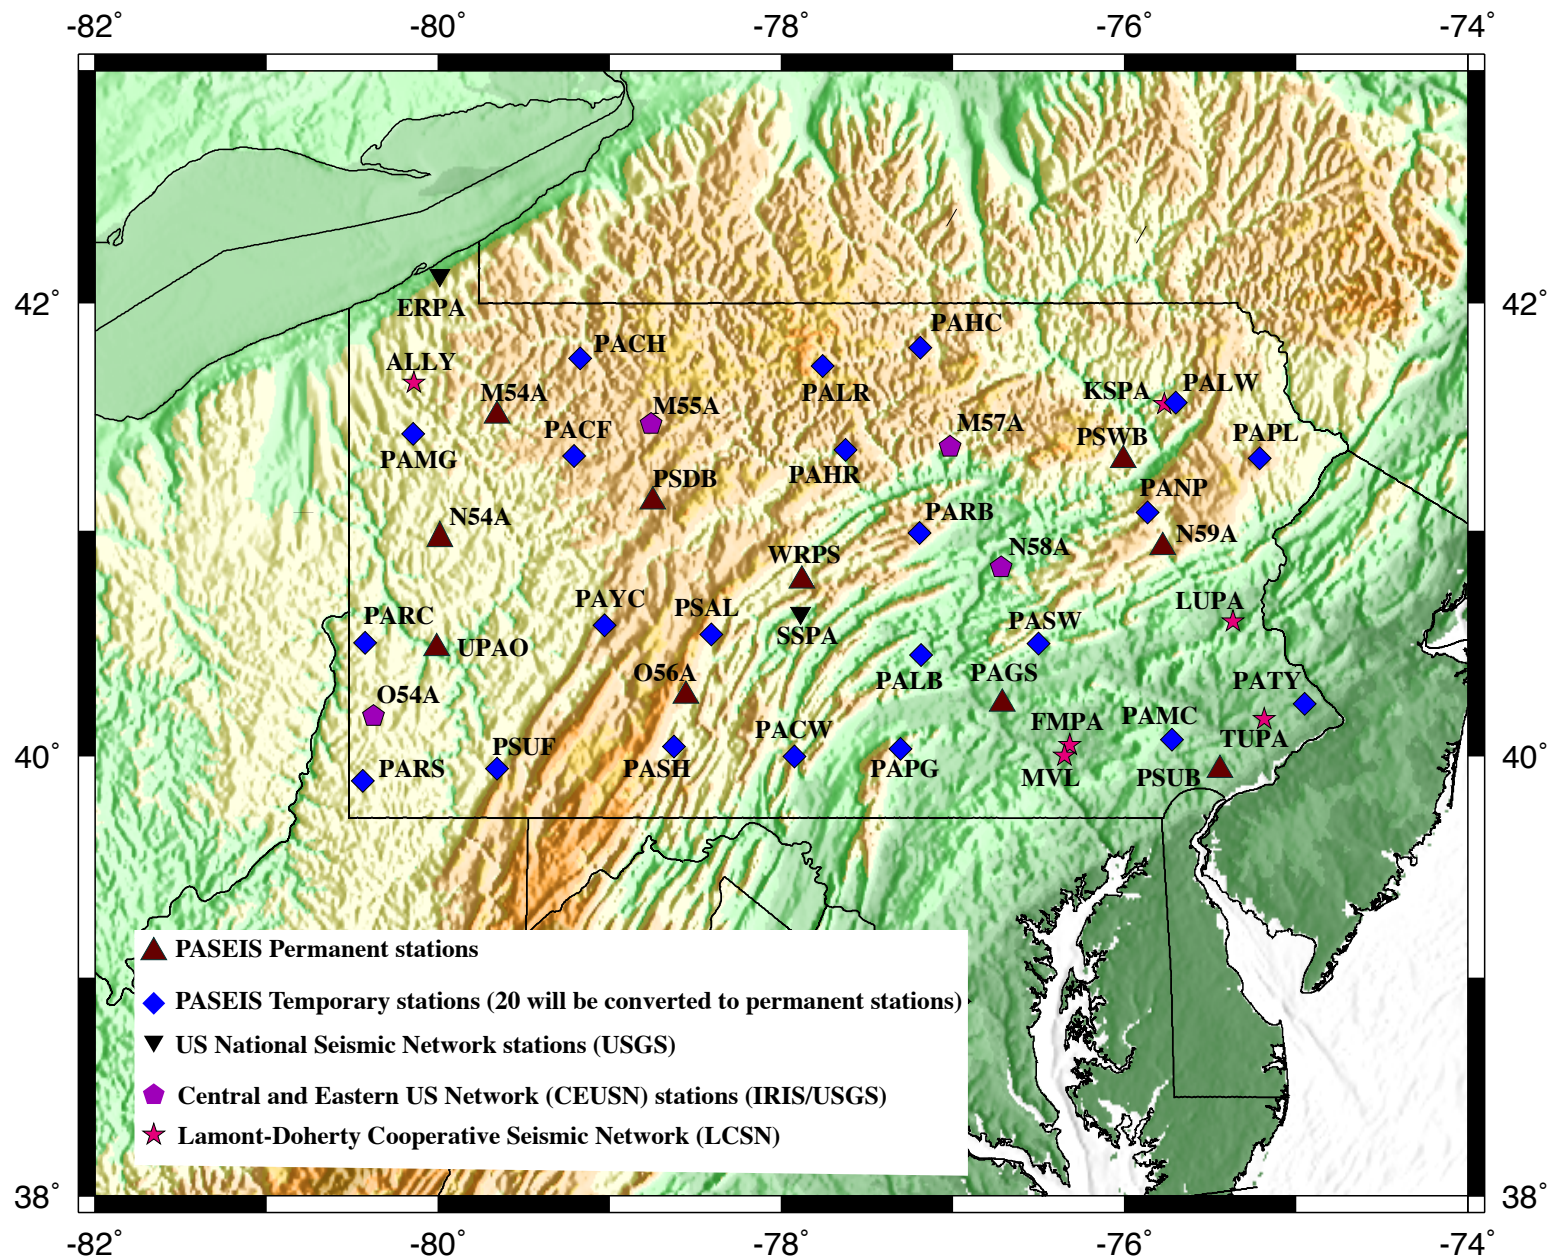 -82° -80° -78° -76° -74°
42° 42°
40° 40°
38° 38°
-82° -80° -78° -76° -74°
ERPA
ALLY
PACH
PAHC
M54A
M55A
PALR
KSPA
PALW
PAMG
PACF
M57A
PSWB
PAPL
PAHR
PSDB
PANP
N54A
PARB
N59A
WRPS
N58A
PARC
PAYC
PSAL
SSPA
PASW
LUPA
UPAO
O56A
PALB
PAGS
PATY
O54A
PACW
FMPA
PAMC
TUPA
PARS
PSUF
PASH
PAPG
MVL
PSUB
PASEIS Permanent stations
PASEIS Temporary stations (20 will be converted to permanent stations)
US National Seismic Network stations (USGS)
Central and Eastern US Network (CEUSN) stations (IRIS/USGS)
Lamont-Doherty Cooperative Seismic Network (LCSN)